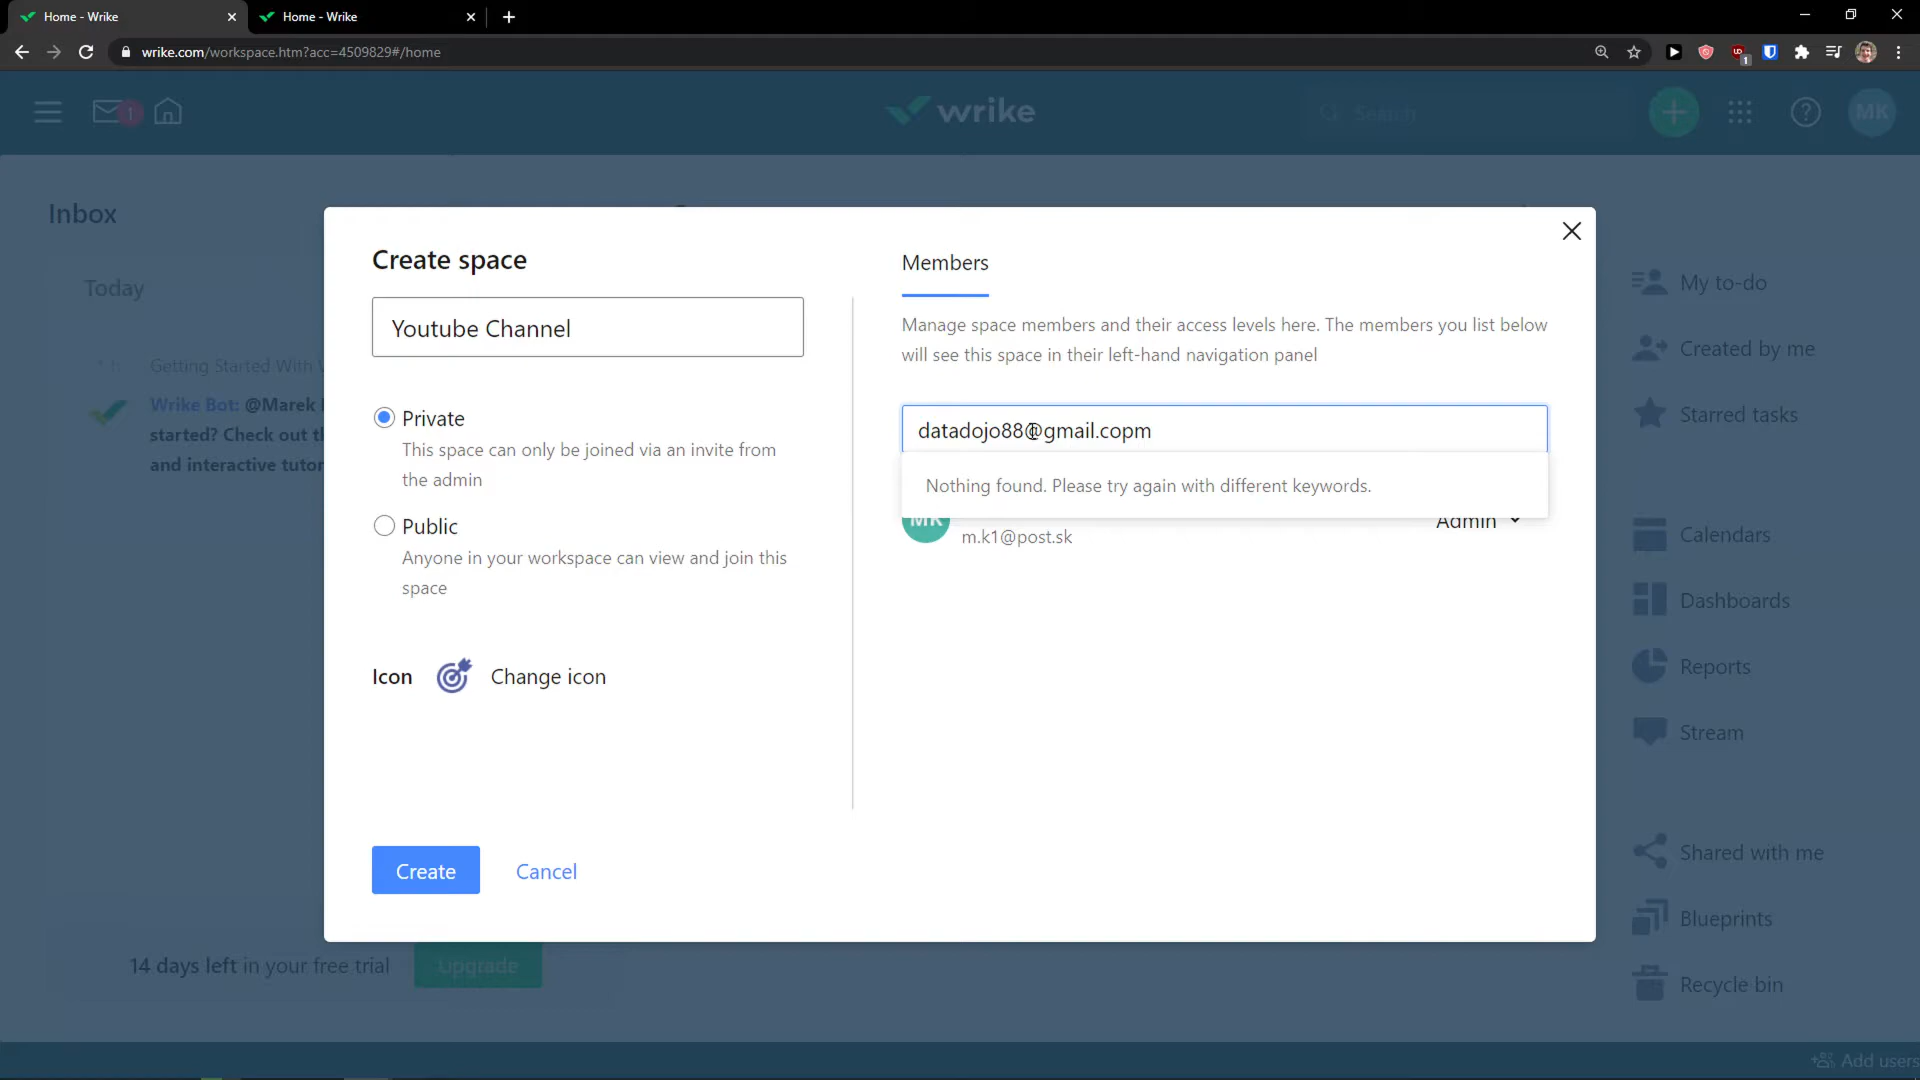 Home - Wrike
Home - Wrike
wrike.com/workspace.htm?acc=4509829#/home
1
1
wrike
Search
MK
Inbox
Create space
Members
Today
Youtube Channel
Manage space members and their access levels here. The members you list below
will see this space in their left-hand navigation panel
My to-do
Created by me
Getting Started With
Wrike Bot: @Marek
started? Check out th
and interactive tutor
Private
This space can only be joined via an invite from
the admin
datadojo88@gmail.copm
Starred tasks
Nothing found. Please try again with different keywords.
Public
Anyone in your workspace can view and join this
space
MK
Admin
m.k1@post.sk
Calendars
Dashboards
Icon
Change icon
Reports
Stream
Create
Cancel
Shared with me
Blueprints
14 days left in your free trial
Upgrade
Recycle bin
Add users